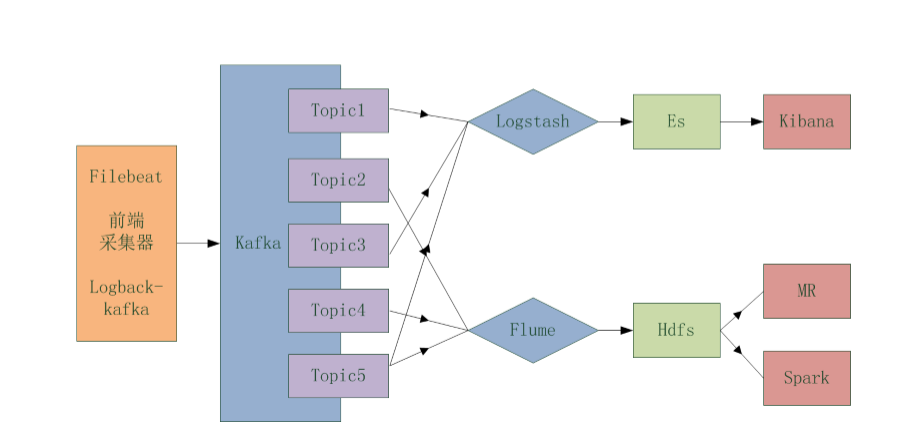 Filebeat
前端
采集器
Logback-
kafka
Kafka
Topic1
Topic2
Topic3
Topic4
Topic5
Logstash
Es
Kibana
Flume
Hdfs
MR
Spark